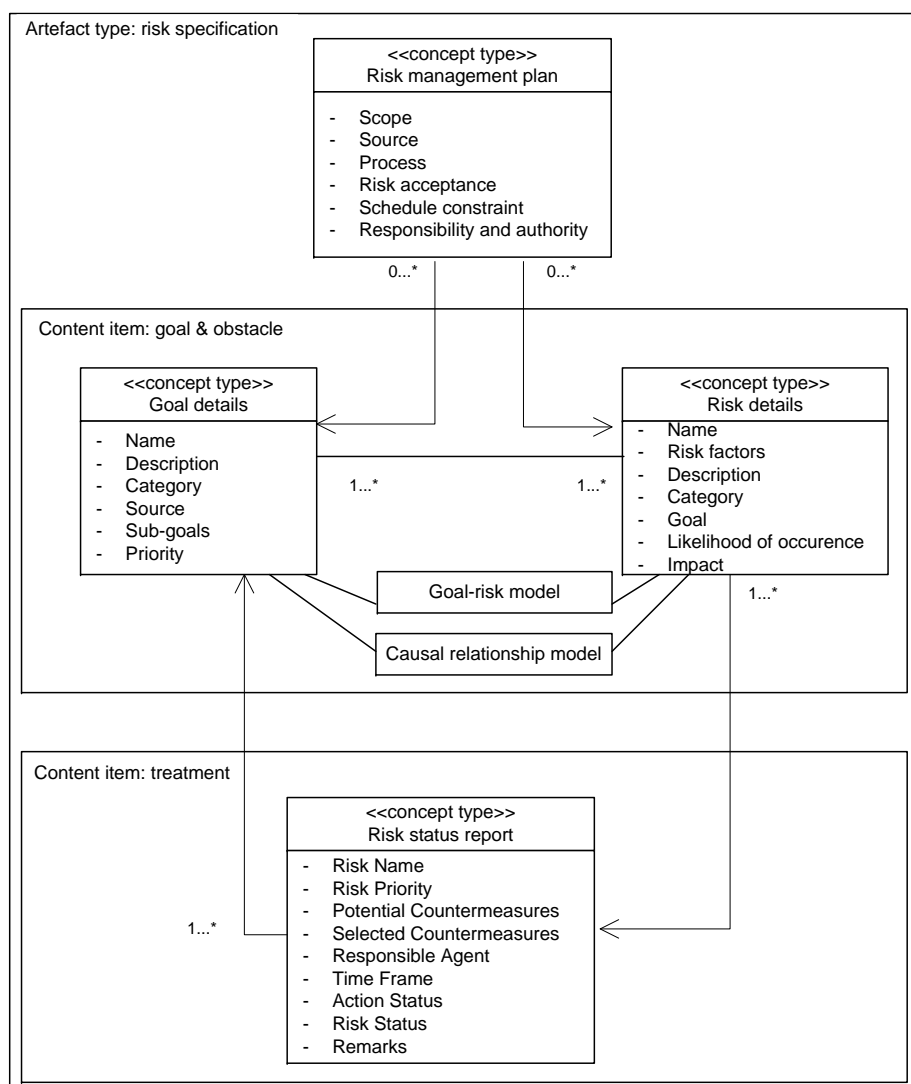 Artefact type: risk specification
<<concept type>>
Risk management plan
- Scope
- Source
- Process
- Risk acceptance
- Schedule constraint
- Responsibility and authority
0...*
0...*
Content item: goal & obstacle
<<concept type>>
Goal details
- Name
- Description
- Category
- Source
- Sub-goals
- Priority
<<concept type>>
Risk details
- Name
- Risk factors
- Description
- Category
- Goal
- Likelihood of occurence
- Impact
1...*
1...*
Goal-risk model
Causal relationship model
1...*
Content item: treatment
<<concept type>>
Risk status report
- Risk Name
- Risk Priority
- Potential Countermeasures
- Selected Countermeasures
- Responsible Agent
- Time Frame
- Action Status
- Risk Status
- Remarks
1...*